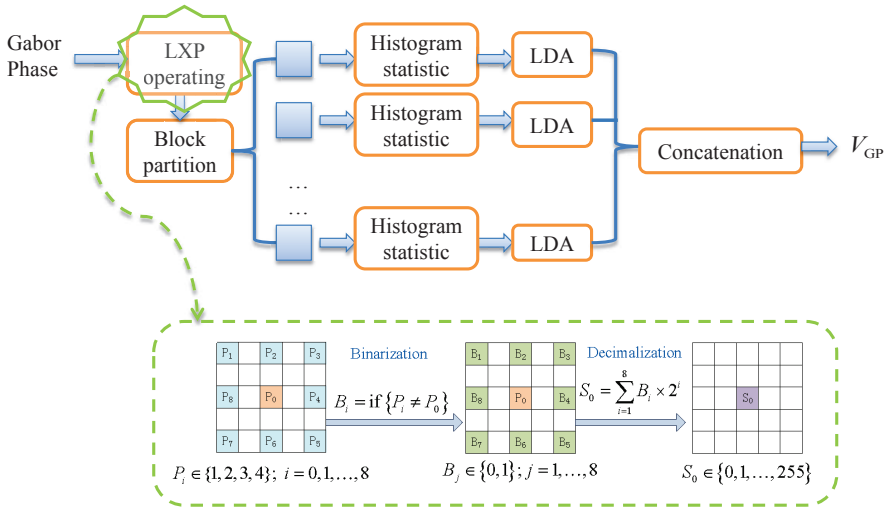 Gabor
Phase
LXP
operating
Block
partition
Histogram
statistic
LDA
Histogram
statistic
LDA
...
...
Histogram
statistic
LDA
Concatenation
V_GP
P₁ P₂ P₃
P₈ P₀ P₄
P₇ P₆ P₅
Binarization
B_i = if {P_i ≠ P_0}
B₁ B₂ B₃
B₈ P₀ B₄
B₇ B₆ B₅
Decimalization
S_0 = \sum_{i=1}^{8} B_i × 2^i
S₀
P_i ∈ {1, 2, 3, 4}; i = 0,1,…,8
B_j ∈ {0,1}; j = 1,…,8
S_0 ∈ {0,1,…,255}